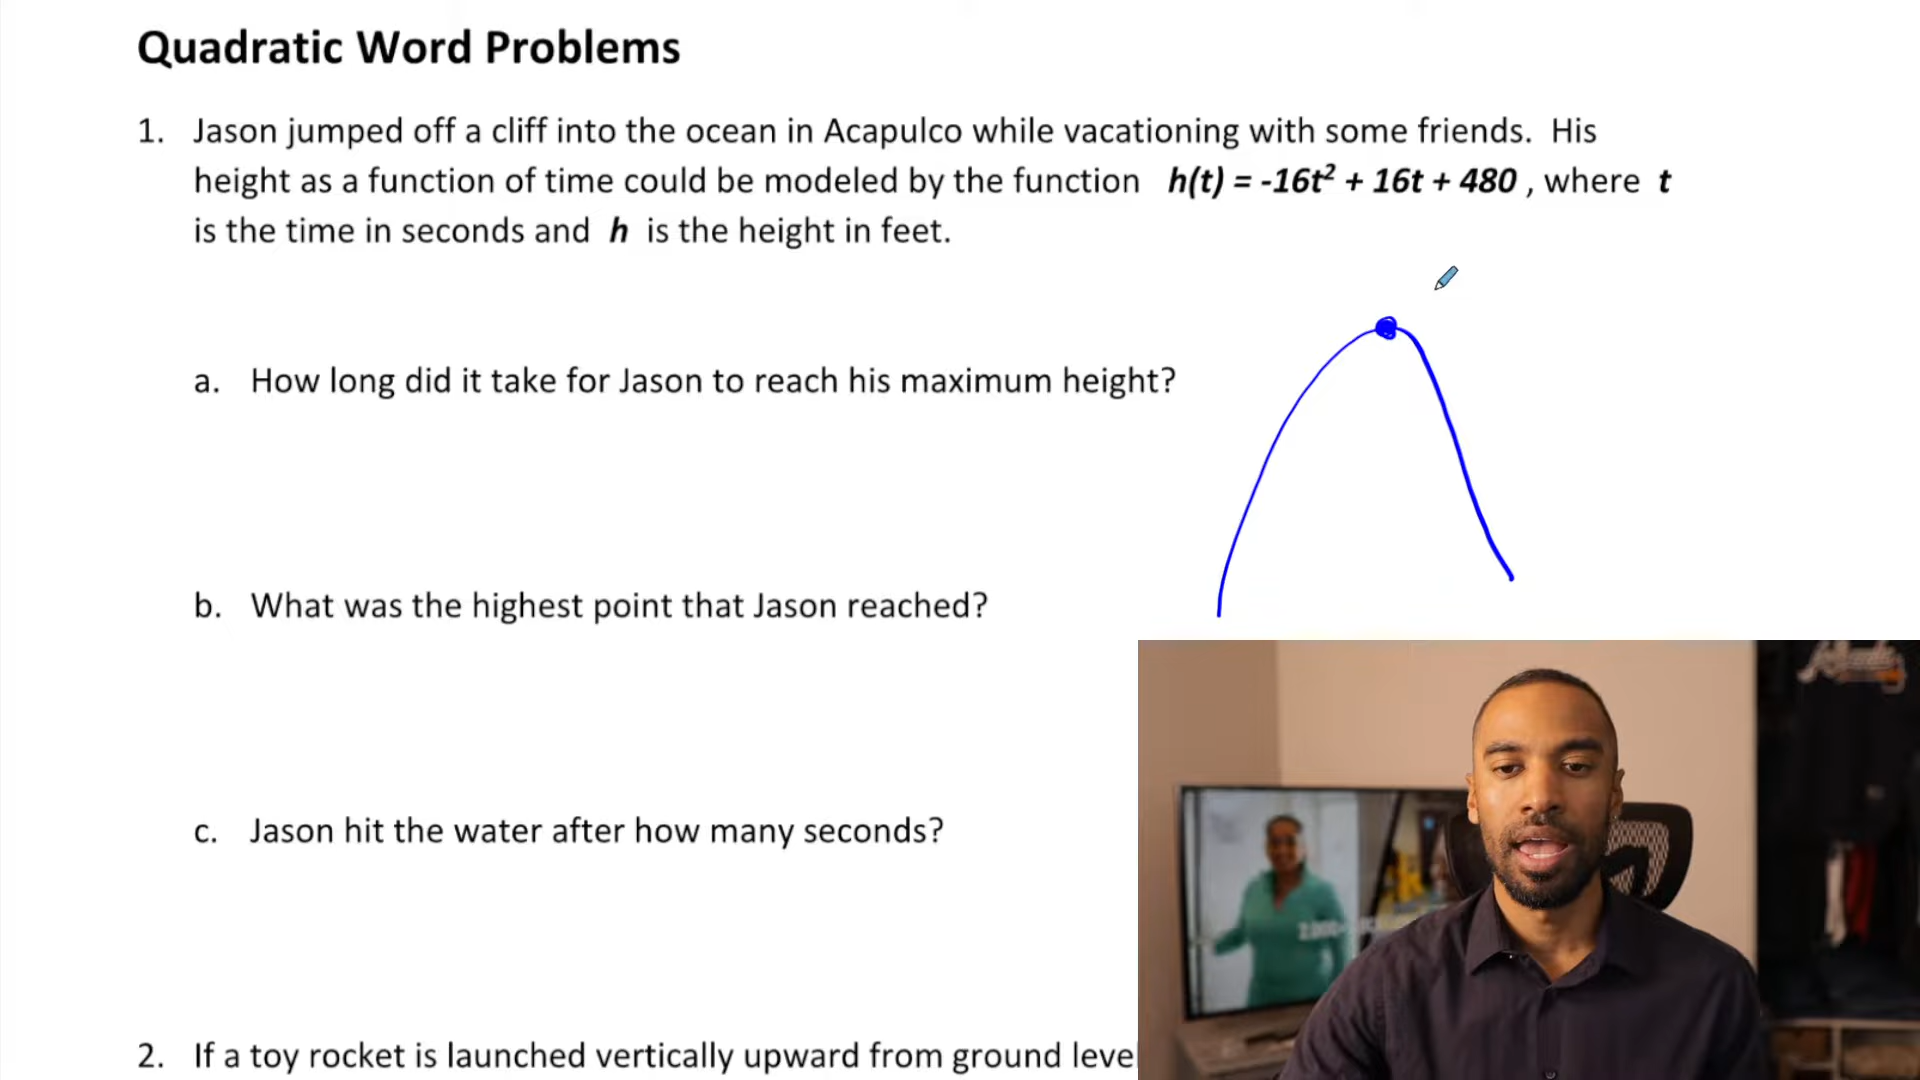 Quadratic Word Problems
1. Jason jumped off a cliff into the ocean in Acapulco while vacationing with some friends. His
height as a function of time could be modeled by the function h(t) = -16t² + 16t + 480 , where t
is the time in seconds and h is the height in feet.
a. How long did it take for Jason to reach his maximum height?
b. What was the highest point that Jason reached?
c. Jason hit the water after how many seconds?
2. If a toy rocket is launched vertically upward from ground level